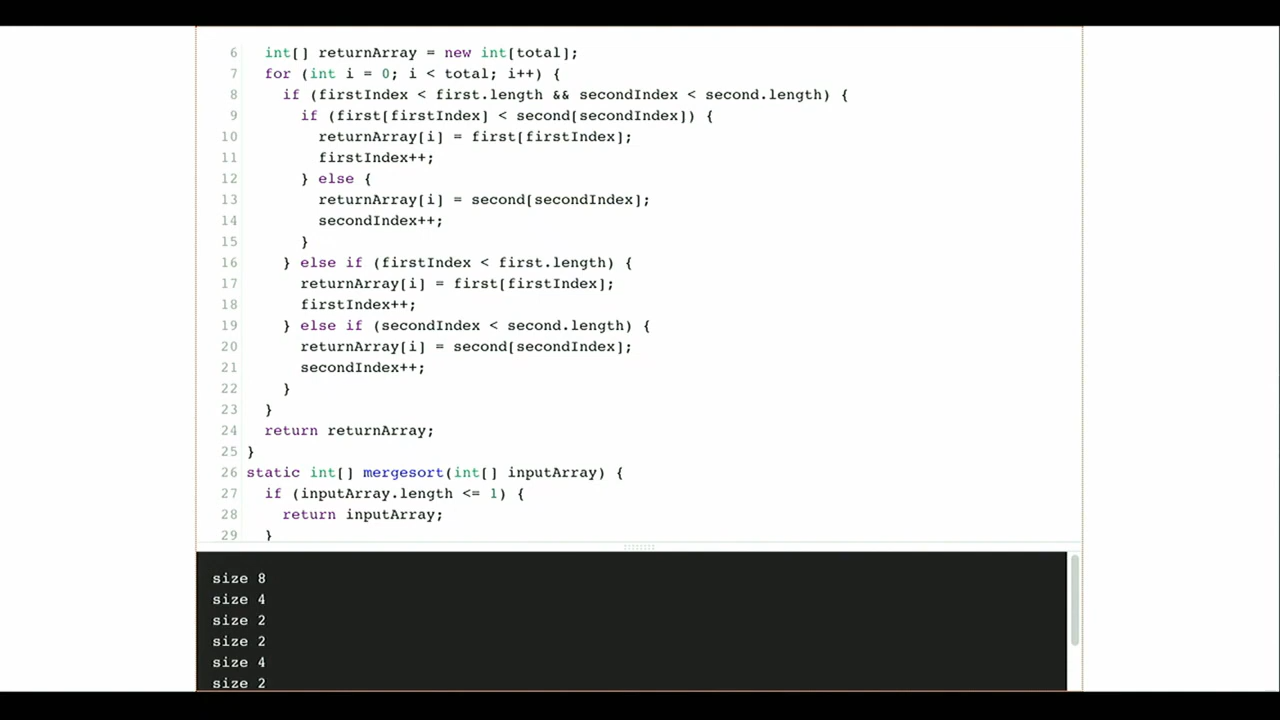 6 int[] returnArray = new int[total];
7 for (int i = 0; i < total; i++) {
8 if (firstIndex < first.length && secondIndex < second.length) {
9 if (first[firstIndex] < second[secondIndex]) {
10 returnArray[i] = first[firstIndex];
11 firstIndex++;
12 } else {
13 returnArray[i] = second[secondIndex];
14 secondIndex++;
15 }
16 } else if (firstIndex < first.length) {
17 returnArray[i] = first[firstIndex];
18 firstIndex++;
19 } else if (secondIndex < second.length) {
20 returnArray[i] = second[secondIndex];
21 secondIndex++;
22 }
23 }
24 return returnArray;
25 }
26 static int[] mergesort(int[] inputArray) {
27 if (inputArray.length <= 1) {
28 return inputArray;
29 }
size 8
size 4
size 2
size 2
size 4
size 2